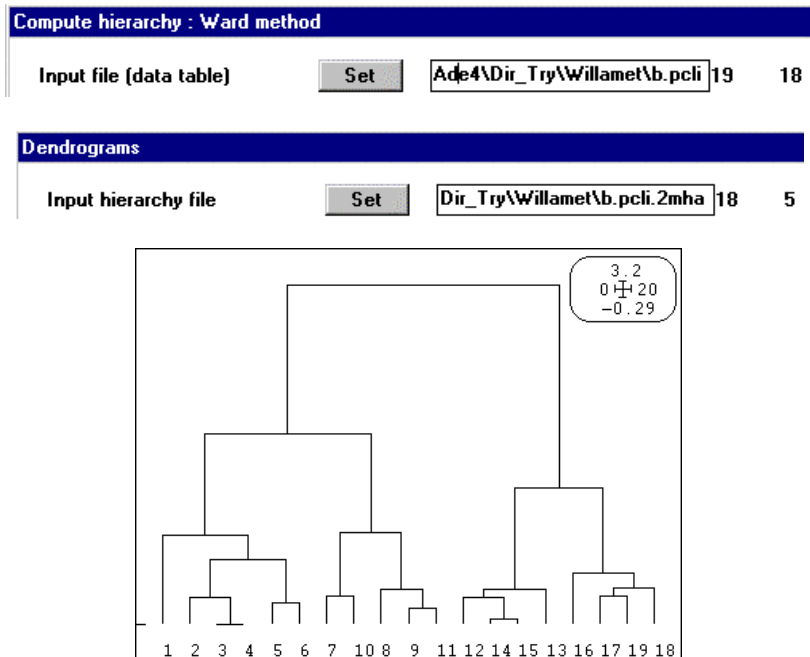 Compute hierarchy : Ward method
Input file (data table) Set Ade4\Dir_Try\Willamet\b.pcli 19 18
Dendrograms
Input hierarchy file Set Dir_Try\Willamet\b.pcli.2mha 18 5
3.2
0 20
-0.29
1 2 3 4 5 6 7 10 8 9 11 12 14 15 13 16 17 19 18